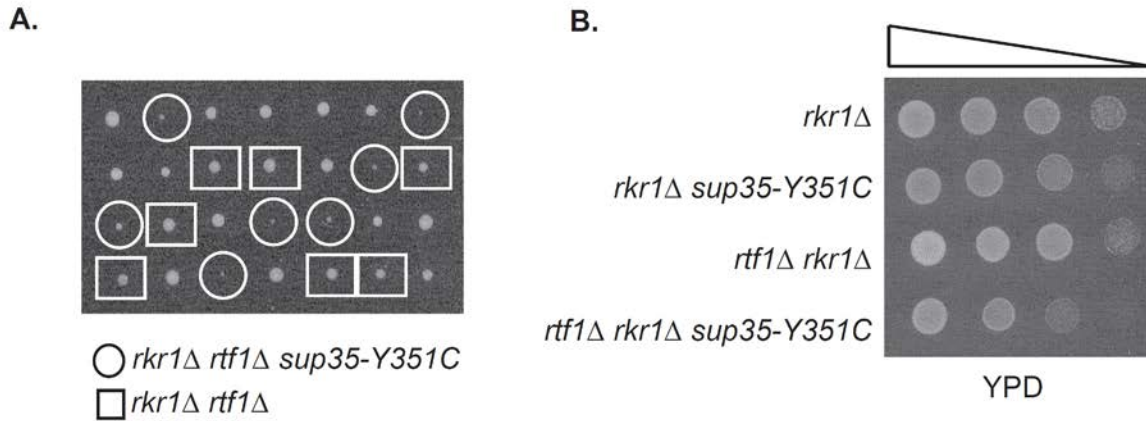 A.
rkr1Δ rtf1Δ sup35-Y351C
rkr1Δ rtf1Δ
B.
rkr1Δ
rkr1Δ sup35-Y351C
rtf1Δ rkr1Δ
rtf1Δ rkr1Δ sup35-Y351C
YPD